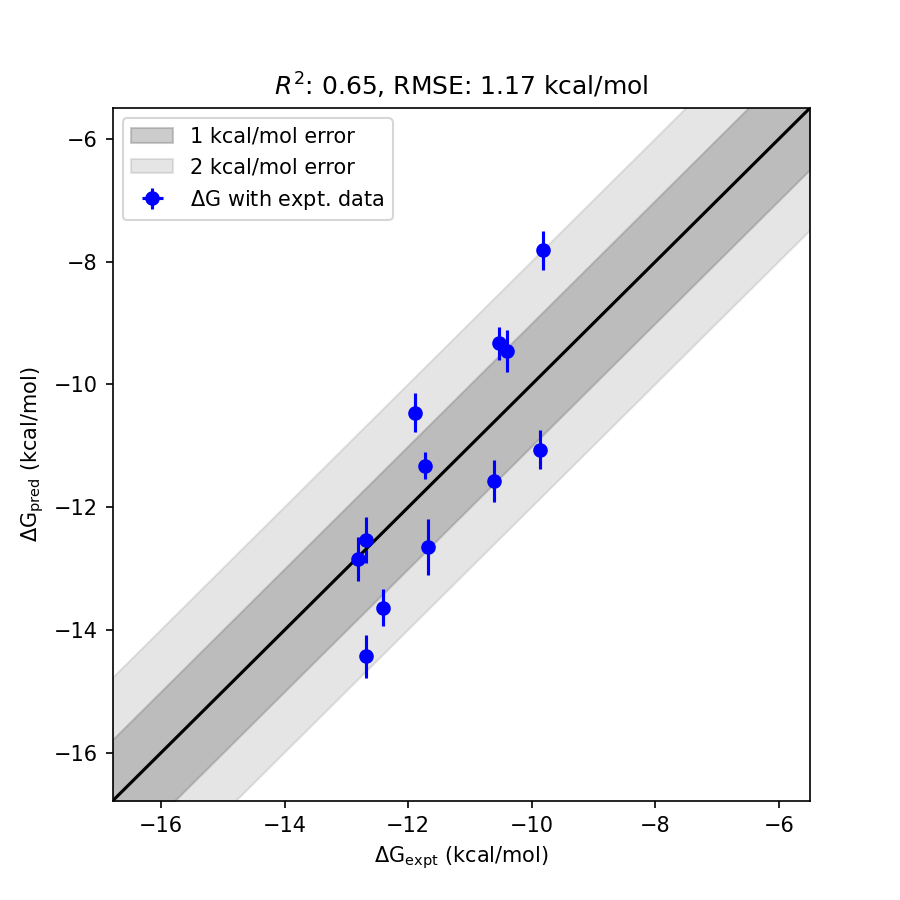 R²: 0.65, RMSE: 1.17 kcal/mol
1 kcal/mol error
2 kcal/mol error
ΔG with expt. data
−6
−8
−10
−12
−14
−16
ΔGpred (kcal/mol)
−16 −14 −12 −10 −8 −6
ΔGexpt (kcal/mol)